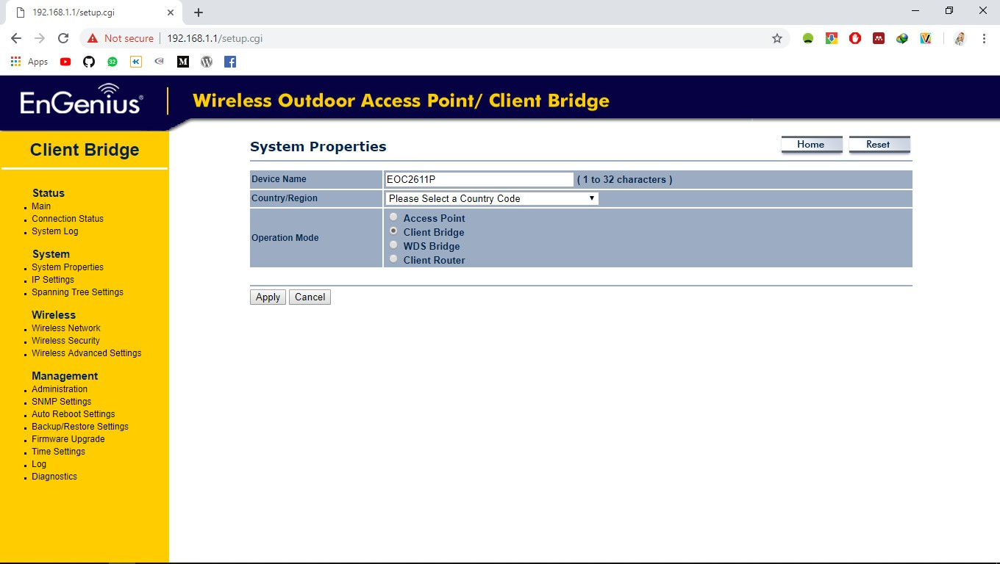 192.168.1.1/setup.cgi
Not secure
192.168.1.1/setup.cgi
Apps
32
M
EnGenius®
Wireless Outdoor Access Point/ Client Bridge
Client Bridge
Status
Main
Connection Status
System Log
System
System Properties
IP Settings
Spanning Tree Settings
Wireless
Wireless Network
Wireless Security
Wireless Advanced Settings
Management
Administration
SNMP Settings
Auto Reboot Settings
Backup/Restore Settings
Firmware Upgrade
Time Settings
Log
Diagnostics
System Properties
Home Reset
Device Name EOC2611P ( 1 to 32 characters )
Country/Region Please Select a Country Code
Operation Mode
Access Point
Client Bridge
WDS Bridge
Client Router
Apply Cancel